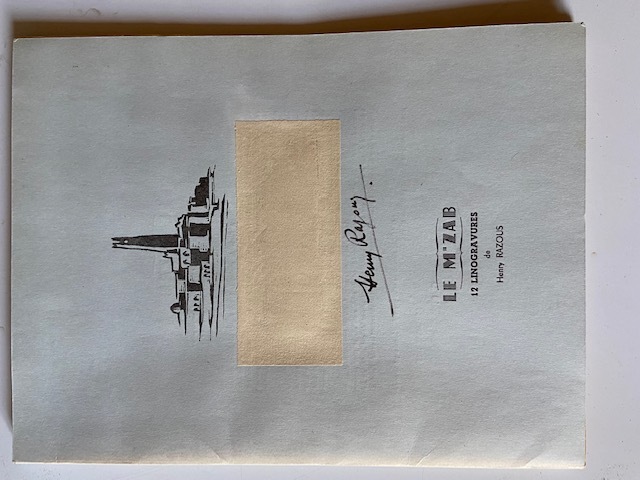 Henry Razous.
LE M'ZAB
12 LINOGRAVURES
de
Henry RAZOUS